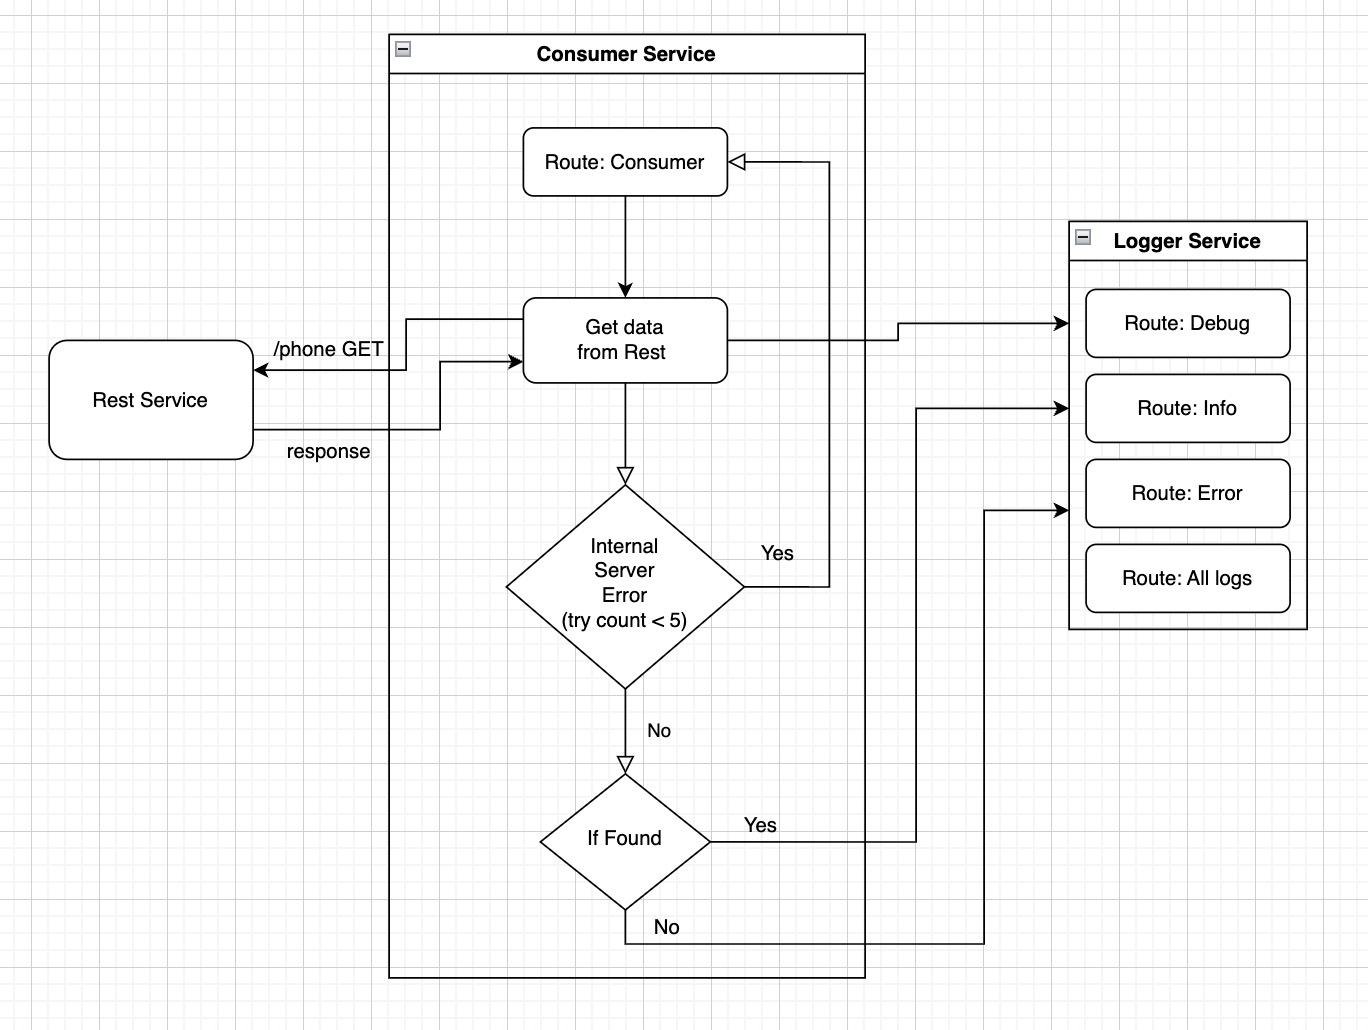 Consumer Service
Route: Consumer
Get data
from Rest
/phone GET
Rest Service
response
Internal
Server
Error
(try count < 5)
Yes
No
If Found
Yes
No
Logger Service
Route: Debug
Route: Info
Route: Error
Route: All logs